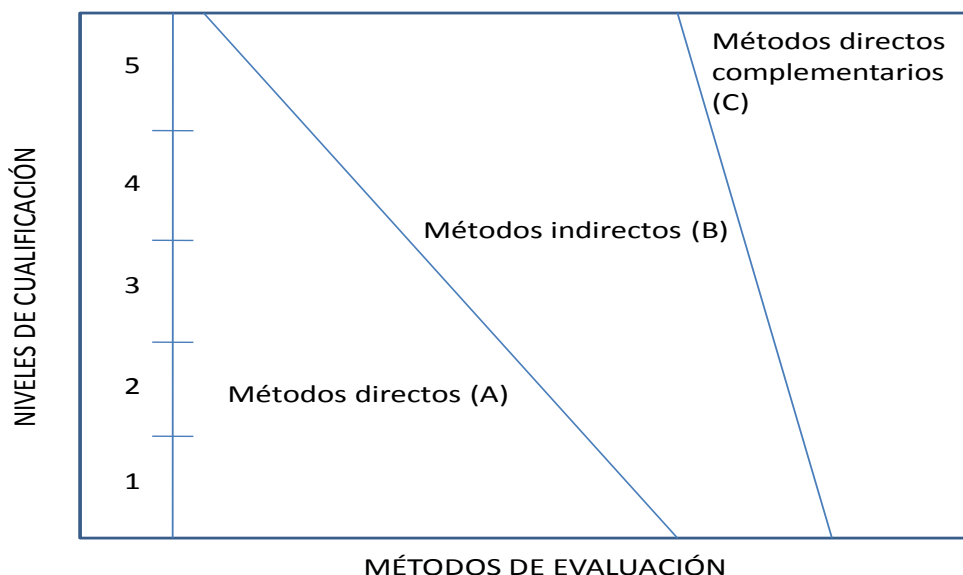 NIVELES DE CUALIFICACIÓN
5
4
3
2
1
Métodos directos
complementarios
(C)
Métodos indirectos (B)
Métodos directos (A)
MÉTODOS DE EVALUACIÓN